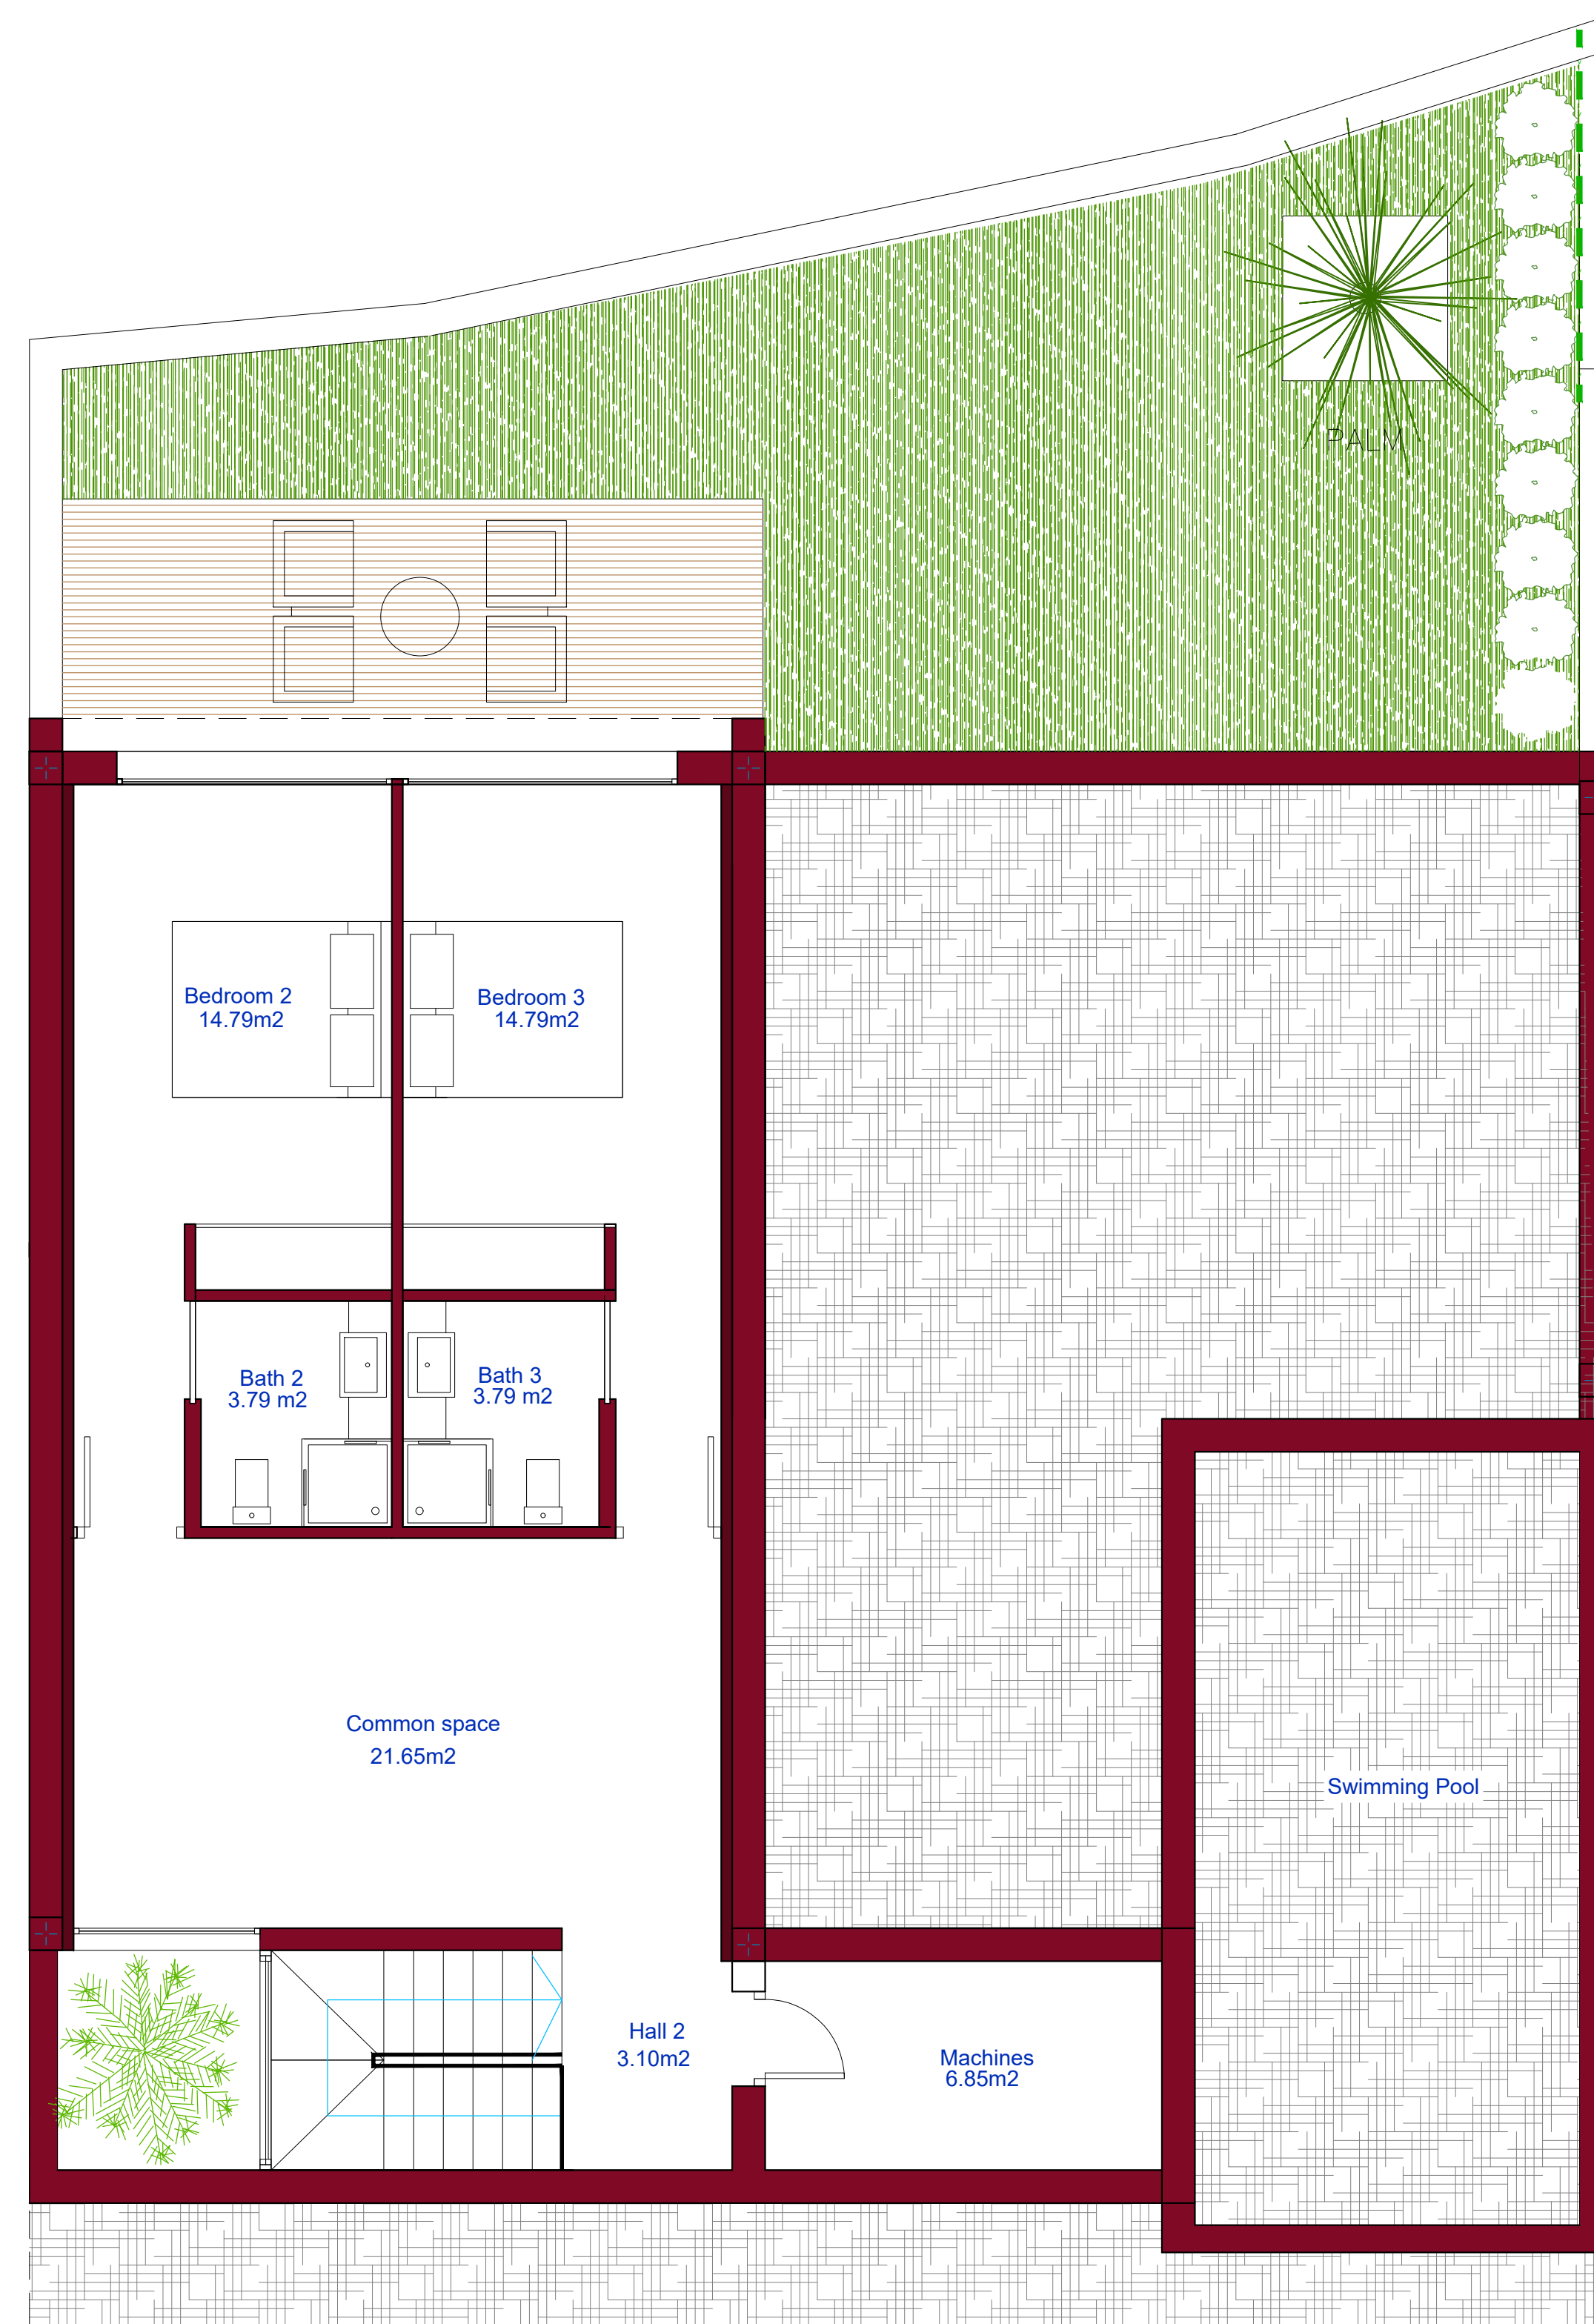 PALM
Bedroom 2
14.79m2
Bedroom 3
14.79m2
Bath 2
3.79 m2
Bath 3
3.79 m2
Common space
21.65m2
Swimming Pool
Hall 2
3.10m2
Machines
6.85m2